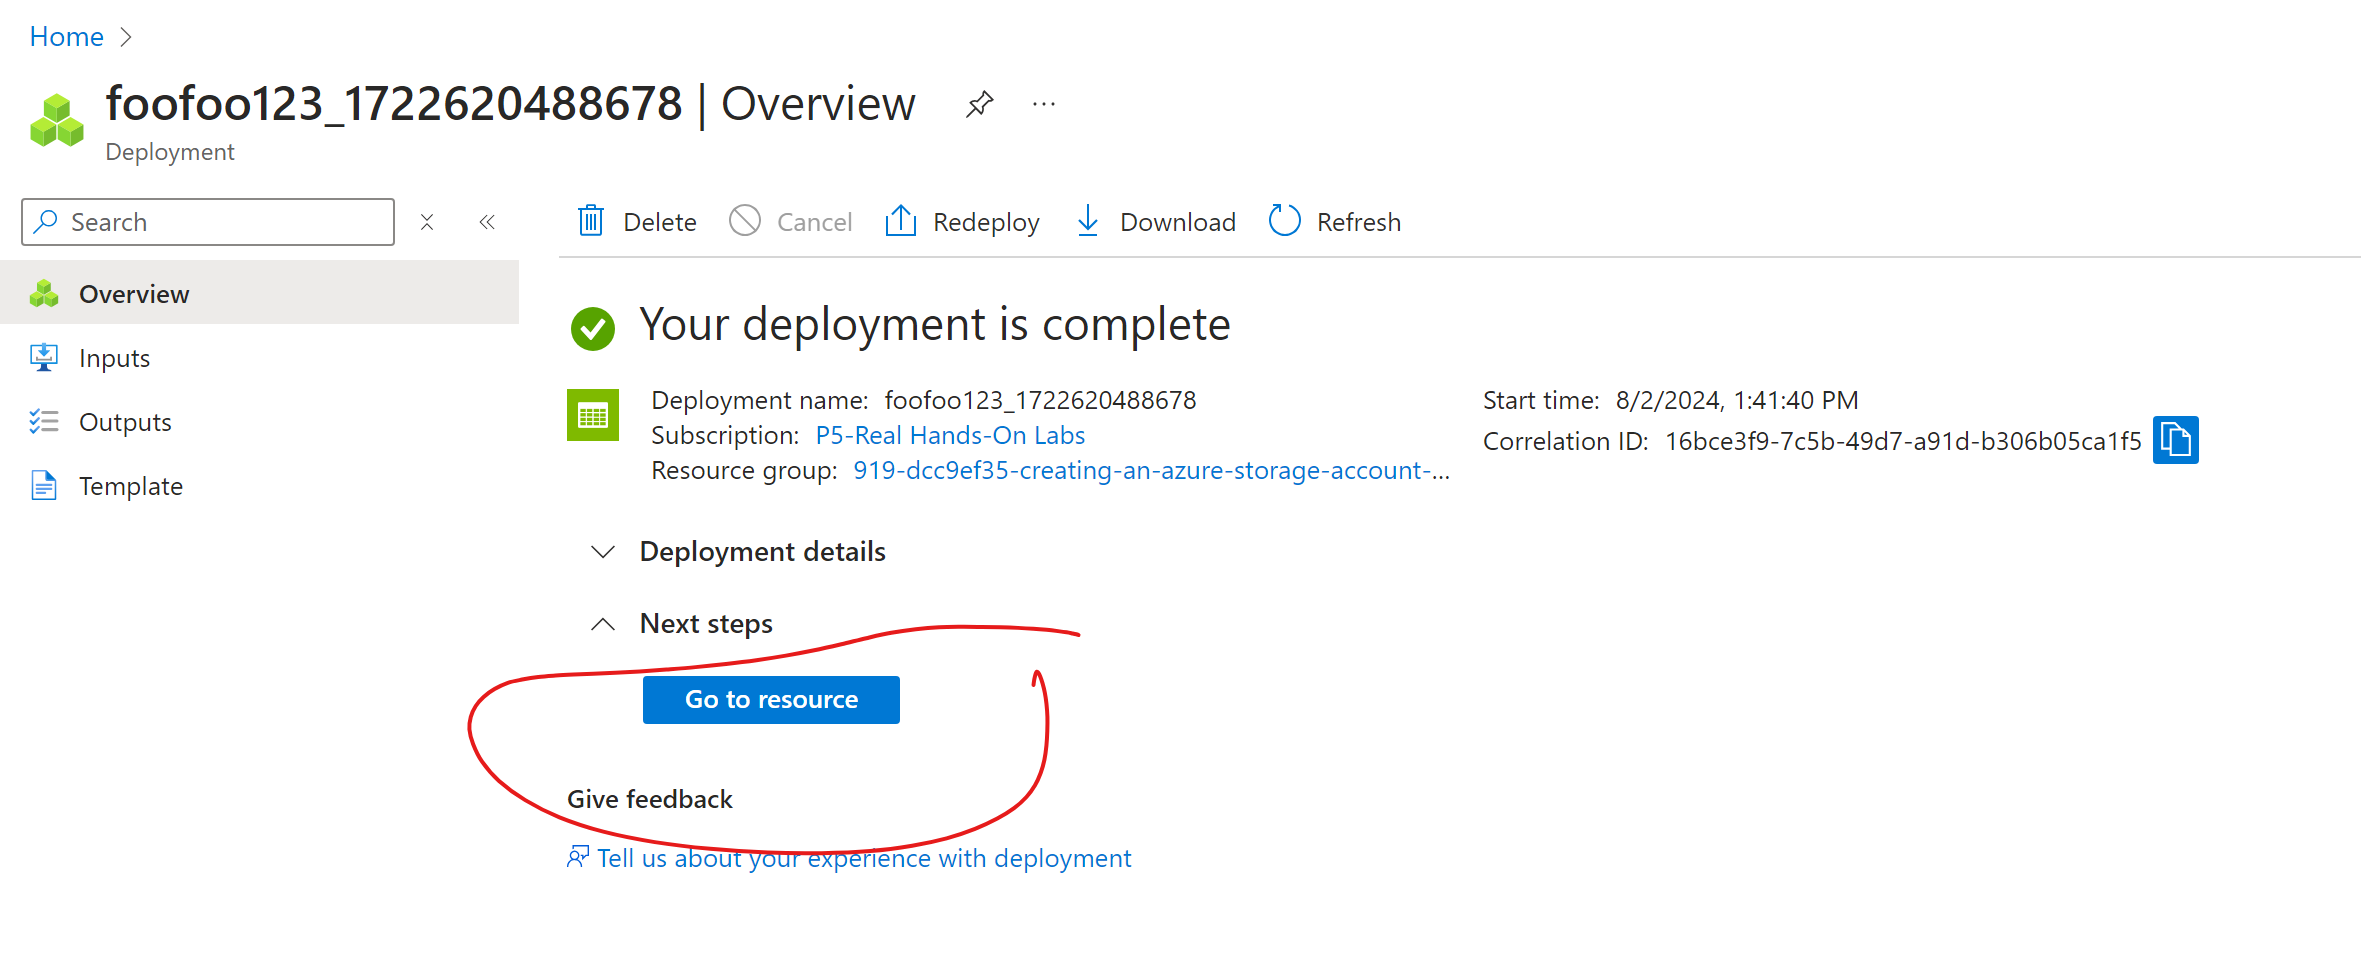 Home
foofoo123_1722620488678 | Overview
Deployment
Search
Delete Cancel Redeploy Download Refresh
Overview
Inputs
Outputs
Template
Your deployment is complete
Deployment name: foofoo123_1722620488678
Subscription: P5-Real Hands-On Labs
Resource group: 919-dcc9ef35-creating-an-azure-storage-account-...
Start time: 8/2/2024, 1:41:40 PM
Correlation ID: 16bce3f9-7c5b-49d7-a91d-b306b05ca1f5
Deployment details
Next steps
Go to resource
Give feedback
Tell us about your experience with deployment